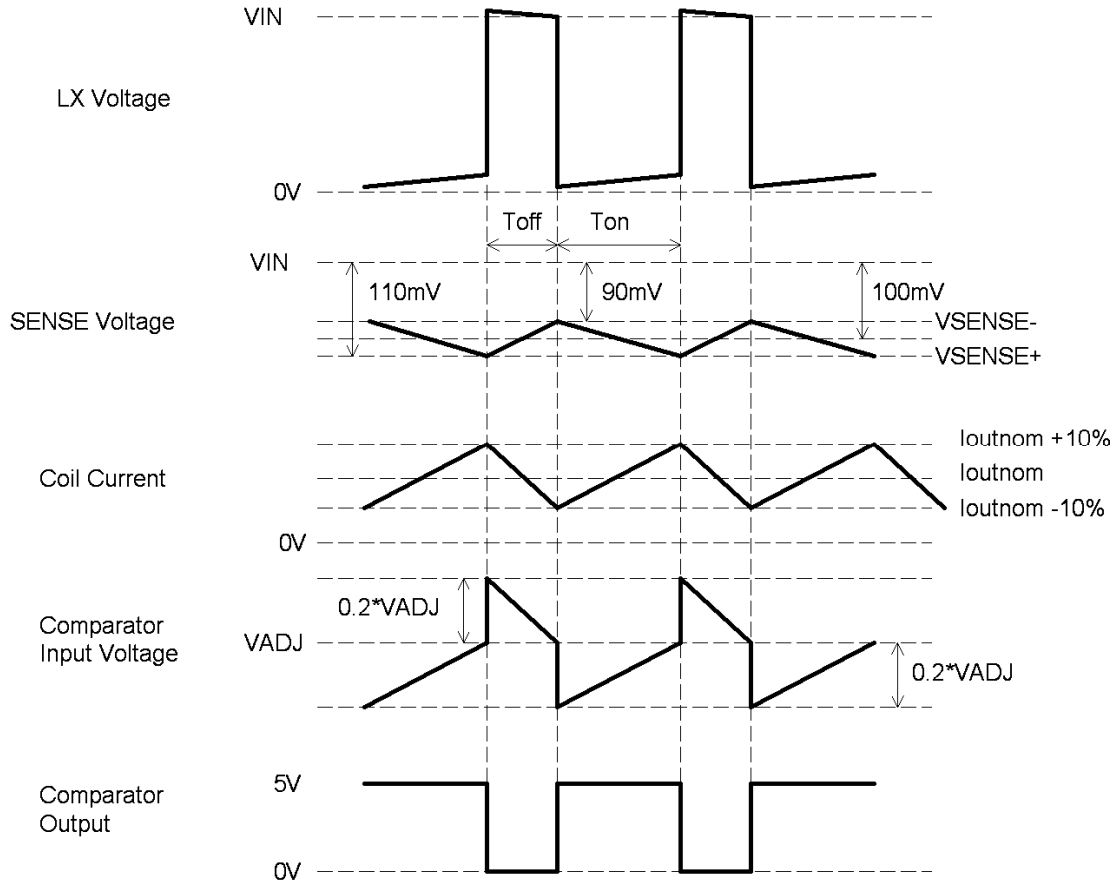 VIN
LX Voltage
0V
Toff
Ton
VIN
110mV
90mV
100mV
SENSE Voltage
VSENSE-
VSENSE+
Ioutnom +10%
Coil Current
Ioutnom
Ioutnom -10%
0V
0.2*VADJ
Comparator
Input Voltage
VADJ
0.2*VADJ
5V
Comparator
Output
0V